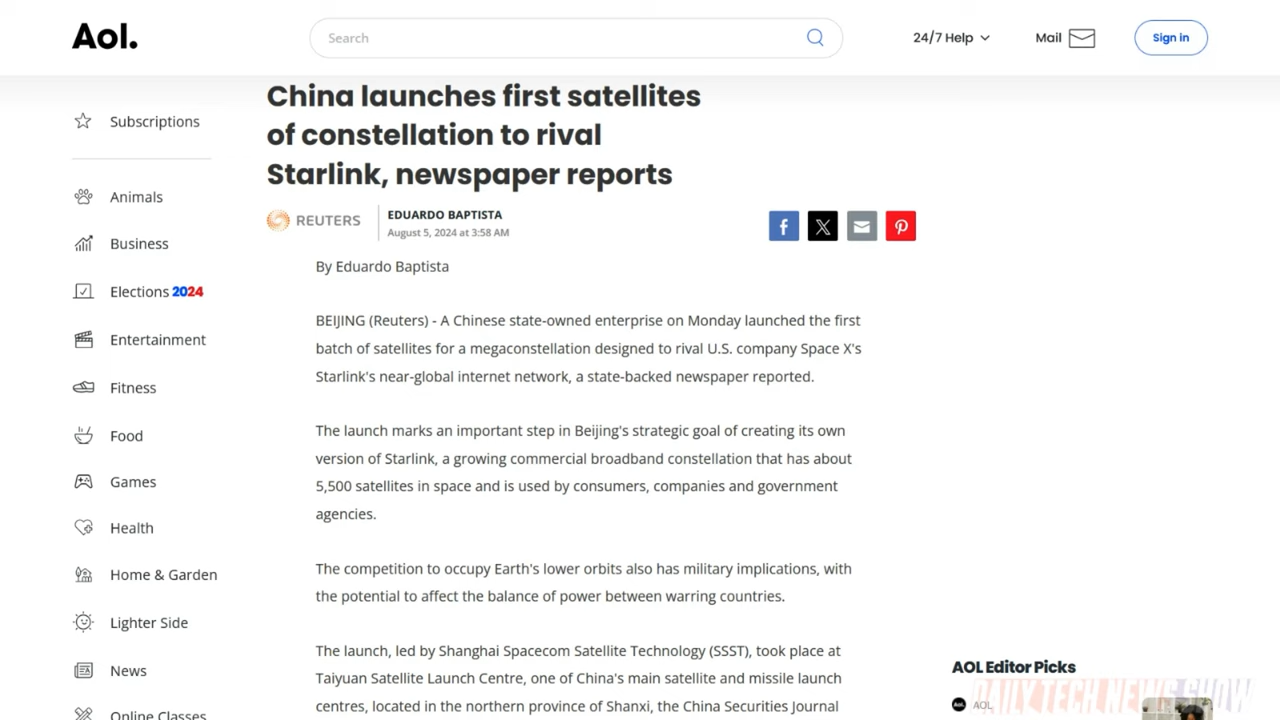 Aol.
Search
24/7 Help
Mail
Sign in
China launches first satellites
of constellation to rival
Starlink, newspaper reports
REUTERS
EDUARDO BAPTISTA
August 5, 2024 at 3:58 AM
Subscriptions
Animals
Business
Elections 2024
Entertainment
Fitness
Food
Games
Health
Home & Garden
Lighter Side
News
Online Classes
By Eduardo Baptista
BEIJING (Reuters) - A Chinese state-owned enterprise on Monday launched the first
batch of satellites for a megaconstellation designed to rival U.S. company Space X's
Starlink's near-global internet network, a state-backed newspaper reported.
The launch marks an important step in Beijing's strategic goal of creating its own
version of Starlink, a growing commercial broadband constellation that has about
5,500 satellites in space and is used by consumers, companies and government
agencies.
The competition to occupy Earth's lower orbits also has military implications, with
the potential to affect the balance of power between warring countries.
The launch, led by Shanghai Spacecom Satellite Technology (SSST), took place at
Taiyuan Satellite Launch Centre, one of China's main satellite and missile launch
centres, located in the northern province of Shanxi, the China Securities Journal
AOL Editor Picks
Aol.
AOL
DAILY TECH NEWS SHOW